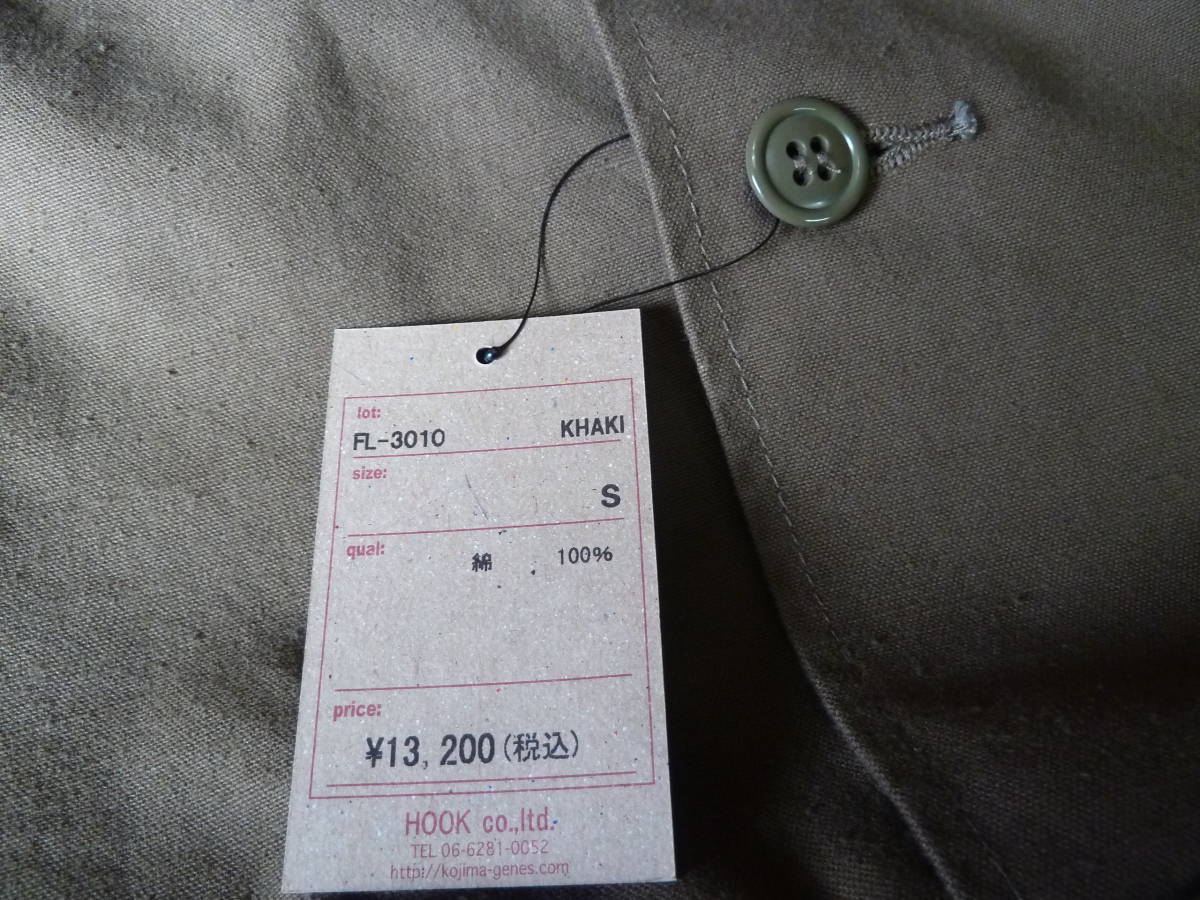 lot:
FL-3010 KHAKI
size:
S
qual:
綿 100%
price:
¥13,200(税込)
HOOK co.,ltd.
TEL 06-6281-0052
http://kojima-genes.com